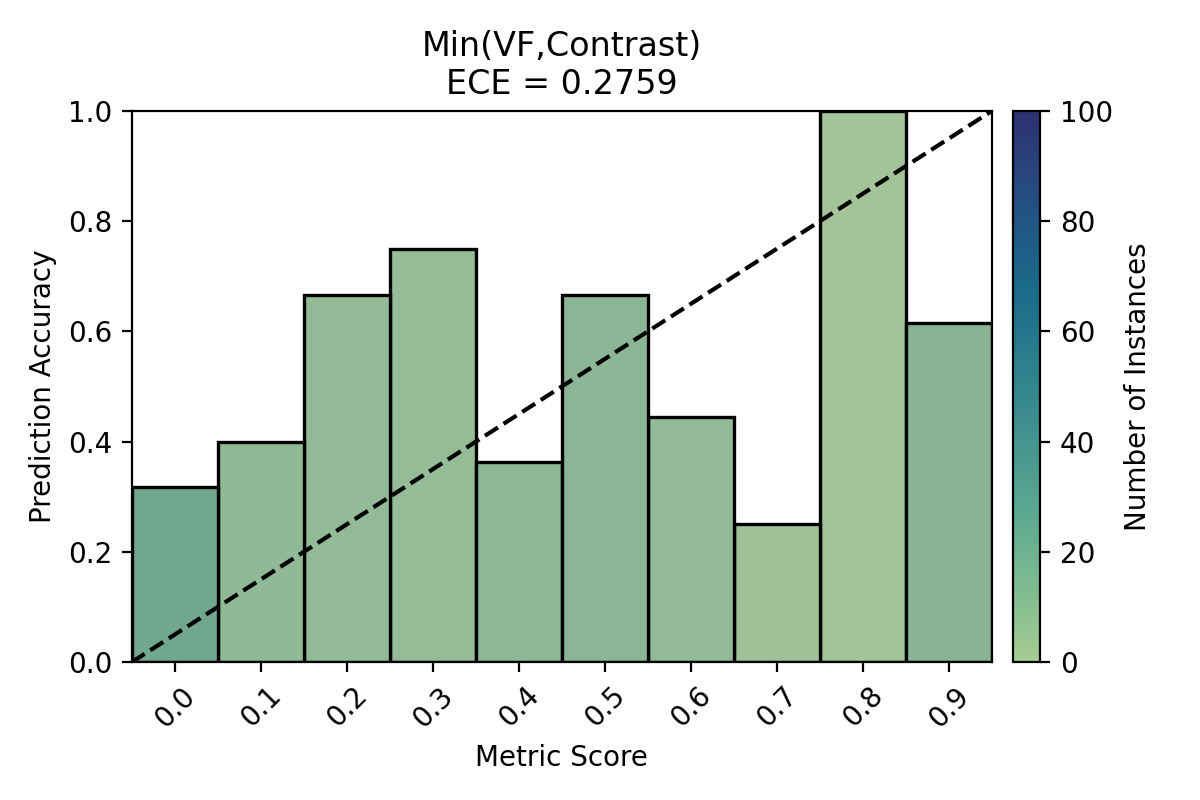 Min(VF,Contrast)
ECE = 0.2759
Prediction Accuracy
1.0
0.8
0.6
0.4
0.2
0.0
0.0 0.1 0.2 0.3 0.4 0.5 0.6 0.7 0.8 0.9
Metric Score
100
80
60
40
20
0
Number of Instances